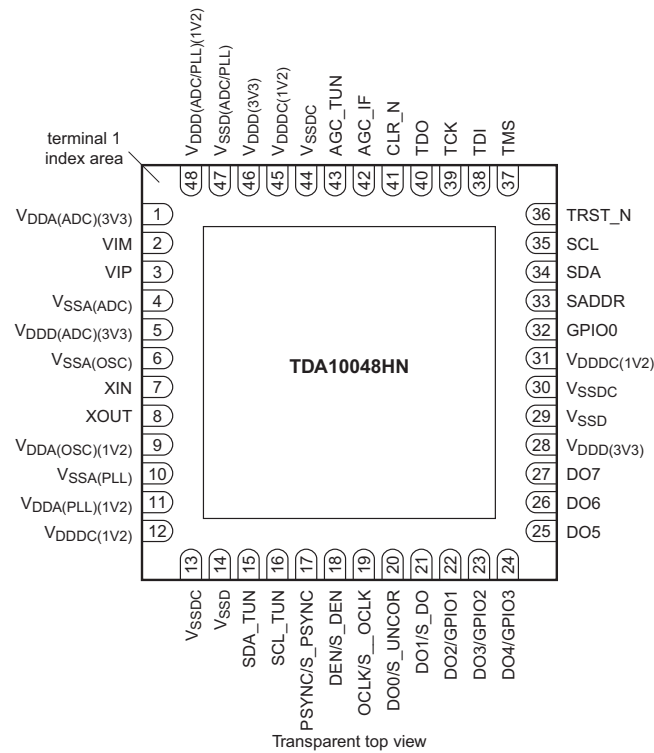 VDDD(ADC/PLL)(1V2)
VSSD(ADC/PLL)
VDDD(3V3)
VDDDC(1V2)
VSSDC
AGC_TUN
AGC_IF
CLR_N
TDO
TCK
TDI
TMS
terminal 1
index area
48 47 46 45 44 43 42 41 40 39 38 37
VDDA(ADC)(3V3) 1
VIM 2
VIP 3
VSSA(ADC) 4
VDDD(ADC)(3V3) 5
VSSA(OSC) 6
XIN 7
XOUT 8
VDDA(OSC)(1V2) 9
VSSA(PLL) 10
VDDA(PLL)(1V2) 11
VDDDC(1V2) 12
TDA10048HN
36 TRST_N
35 SCL
34 SDA
33 SADDR
32 GPIO0
31 VDDDC(1V2)
30 VSSDC
29 VSSD
28 VDDD(3V3)
27 DO7
26 DO6
25 DO5
13 14 15 16 17 18 19 20 21 22 23 24
VSSDC
VSSD
SDA_TUN
SCL_TUN
PSYNC/S_PSYNC
DEN/S_DEN
OCLK/S__OCLK
DO0/S_UNCOR
DO1/S_DO
DO2/GPIO1
DO3/GPIO2
DO4/GPIO3
Transparent top view